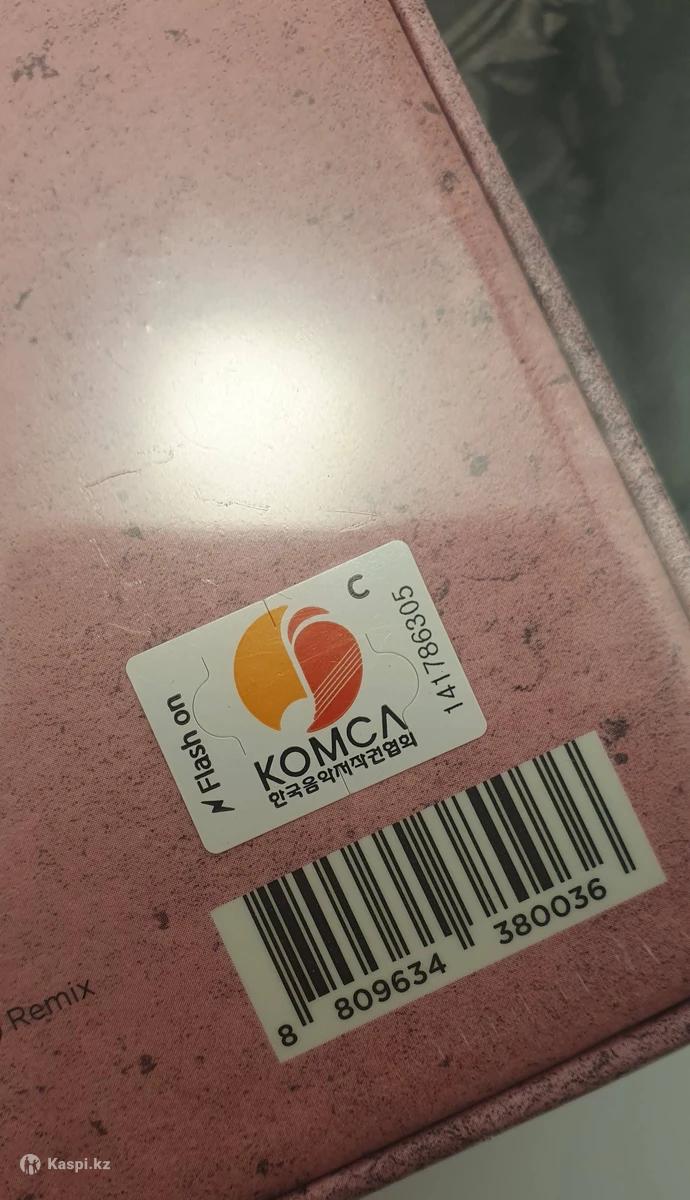 C
141786305
Flash on
KOMCA
한국음악저작권협회
8 809634 380036
Remix
Kaspi.kz